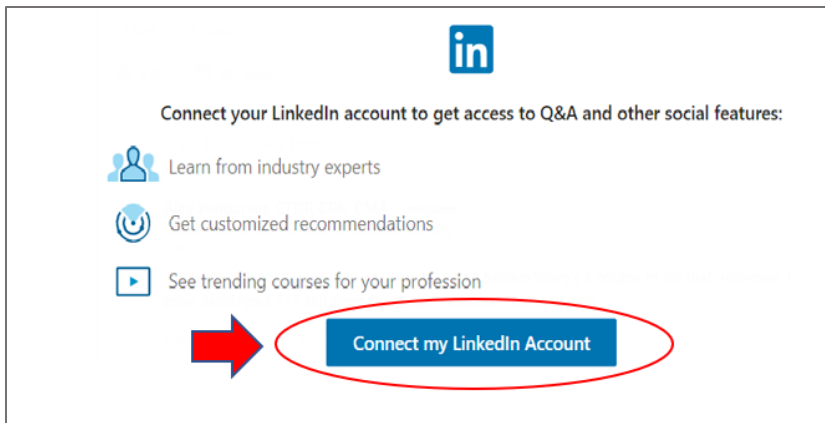 in
Connect your LinkedIn account to get access to Q&A and other social features:
Learn from industry experts
Get customized recommendations
See trending courses for your profession
Connect my LinkedIn Account